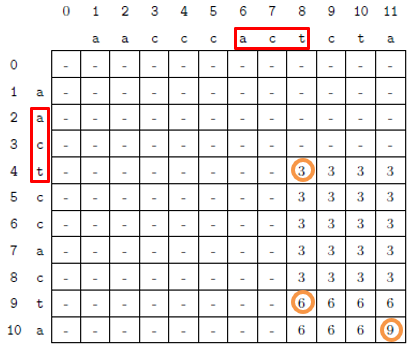 0 1 2 3 4 5 6 7 8 9 10 11
a a c c c a c t c t a
0 - - - - - - - - - - - -
1 a - - - - - - - - - - - -
2 a - - - - - - - - - - - -
3 c - - - - - - - - - - - -
4 t - - - - - - - - 3 3 3 3
5 c - - - - - - - - 3 3 3 3
6 c - - - - - - - - 3 3 3 3
7 a - - - - - - - - 3 3 3 3
8 c - - - - - - - - 3 3 3 3
9 t - - - - - - - - 6 6 6 6
10 a - - - - - - - - 6 6 6 9